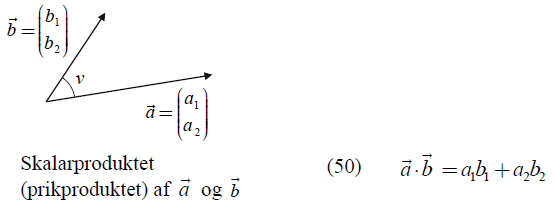 b⃗ = (b₁ b₂)
v
a⃗ = (a₁ a₂)
Skalarproduktet (50) a⃗ · b⃗ = a₁b₁ + a₂b₂
(prikproduktet) af a⃗ og b⃗